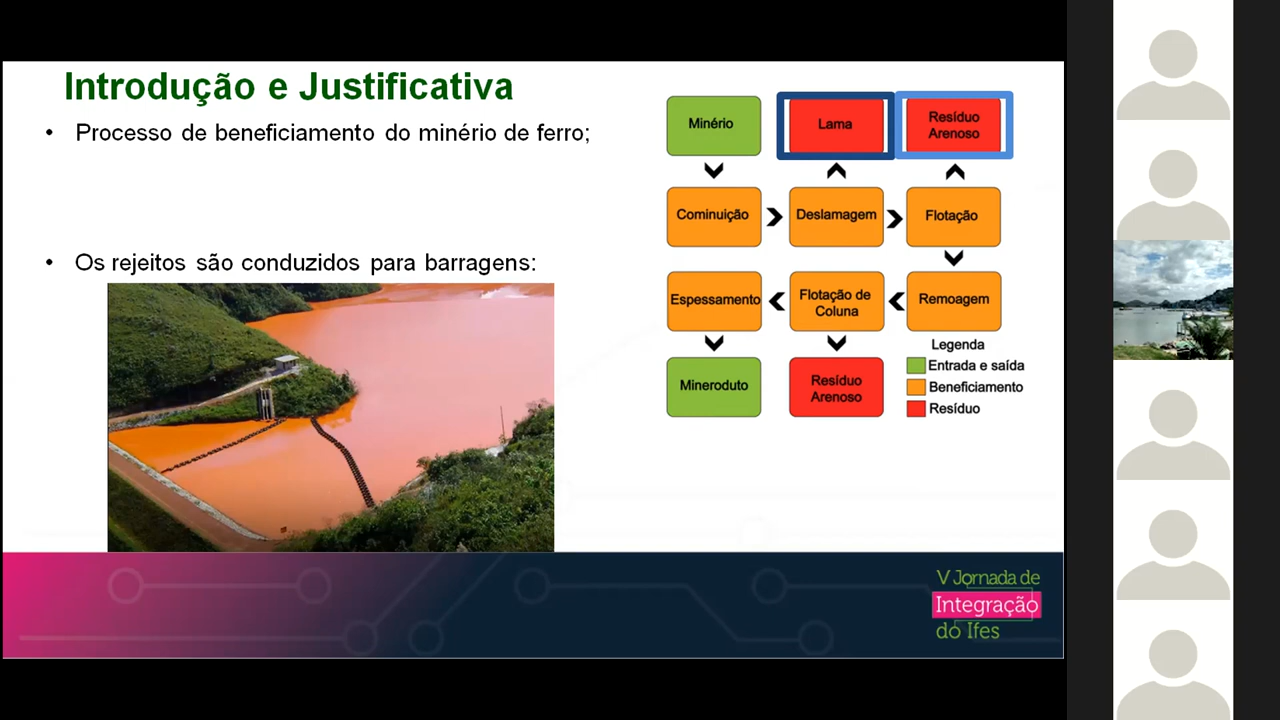 Introdução e Justificativa
• Processo de beneficiamento do minério de ferro;
• Os rejeitos são conduzidos para barragens:
Minério
Lama
Resíduo
Arenoso
Cominuição
Deslamagem
Flotação
Espessamento
Flotação de
Coluna
Remoagem
Mineroduto
Resíduo
Arenoso
Legenda
Entrada e saída
Beneficiamento
Resíduo
V Jornada de
Integração
do Ifes